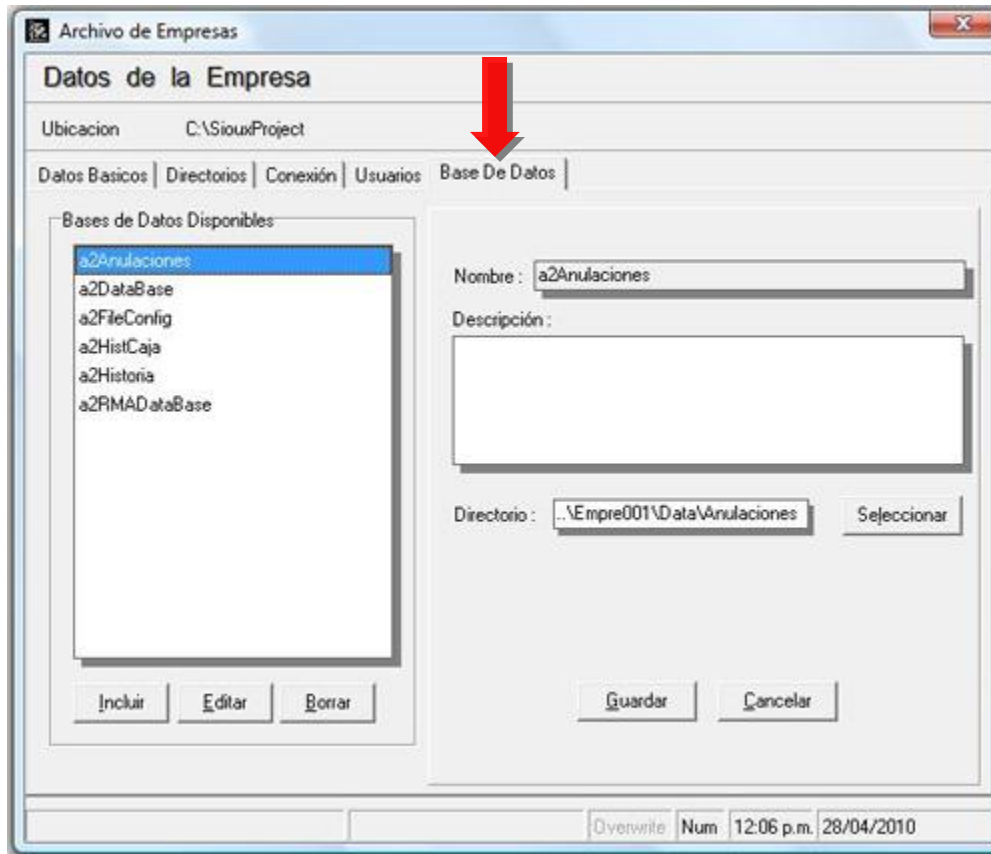 Archivo de Empresas
Datos de la Empresa
Ubicacion C:\SiouxProject
Datos Basicos Directorios Conexión Usuarios Base De Datos
Bases de Datos Disponibles
a2Anulaciones
a2DataBase
a2FileConfig
a2HistCaja
a2Historia
a2RMADataBase
Nombre : a2Anulaciones
Descripción :
Directorio : ..\Empre001\Data\Anulaciones Seleccionar
Incluir Editar Borrar
Guardar Cancelar
Overwrite Num 12:06 p.m. 28/04/2010